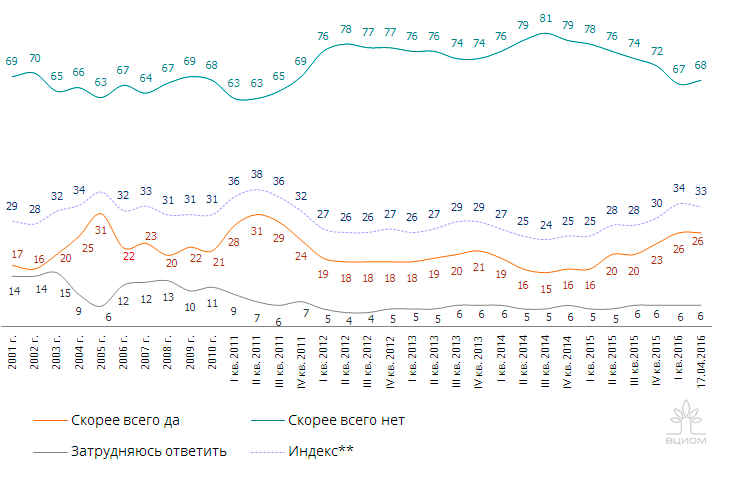 69 70 65 66 63 67 64 67 69 68 63 63 65 69 76 78 77 77 76 76 74 74 76 79 81 79 78 76 74 72 67 68
29 28 32 34 32 33 31 31 31 36 38 36 32 27 26 26 27 26 27 29 29 27 25 24 25 25 28 28 30 34 33
17 16 20 25 31 22 23 20 22 21 28 31 29 24 19 18 18 18 18 19 20 21 19 16 15 16 16 20 20 23 26 26
14 14 15 9 6 12 12 13 10 11 9 7 6 7 5 4 4 5 5 5 6 6 6 5 5 6 5 5 6 6 6 6
2001 г.
2002 г.
2003 г.
2004 г.
2005 г.
2006 г.
2007 г.
2008 г.
2009 г.
2010 г.
I кв. 2011
II кв. 2011
III кв. 2011
IV кв. 2011
I кв. 2012
II кв. 2012
III кв. 2012
IV кв. 2012
I кв. 2013
II кв. 2013
III кв. 2013
IV кв. 2013
I кв. 2014
II кв. 2014
III кв. 2014
IV кв. 2014
I кв. 2015
II кв. 2015
III кв. 2015
IV кв. 2015
I кв. 2016
17.04.2016
Скорее всего да
Скорее всего нет
Затрудняюсь ответить
Индекс**
ВЦИОМ